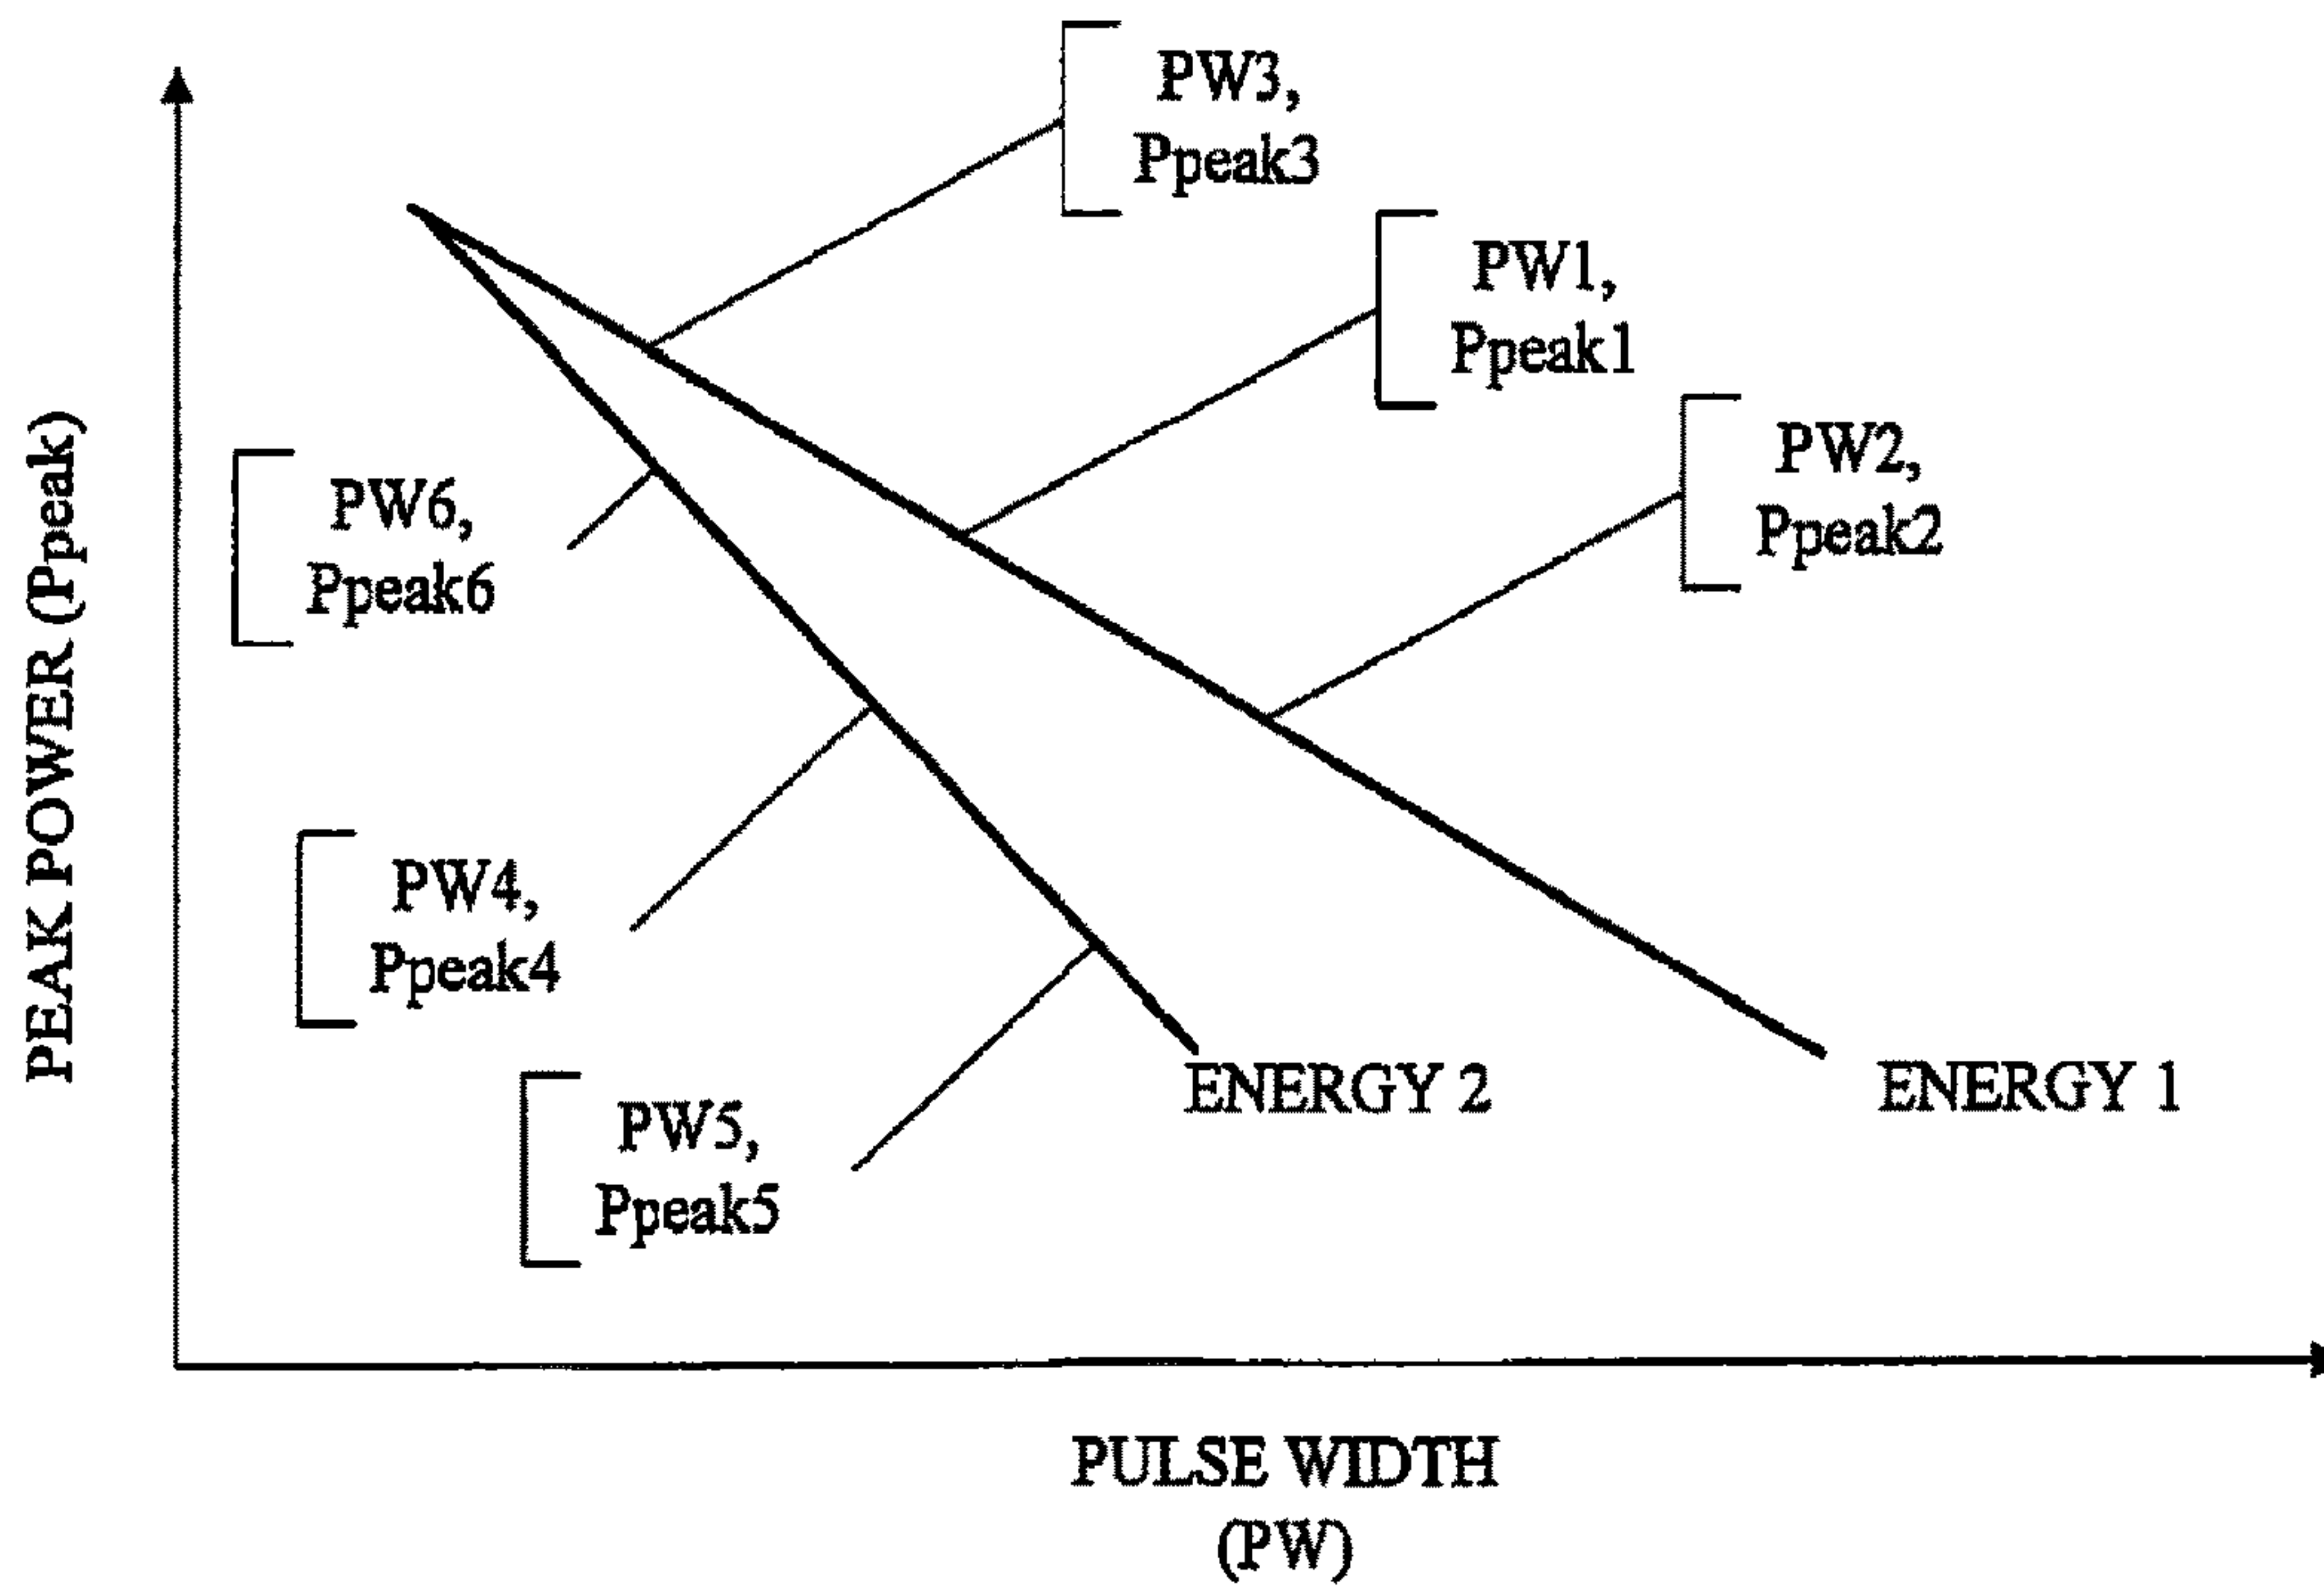 PW3,
Ppeak3
PW1,
Ppeak1
PW2,
Ppeak2
PEAK POWER (Ppeak)
PW6,
Ppeak6
PW4,
Ppeak4
PW5,
Ppeak5
ENERGY 2
ENERGY 1
PULSE WIDTH
(PW)